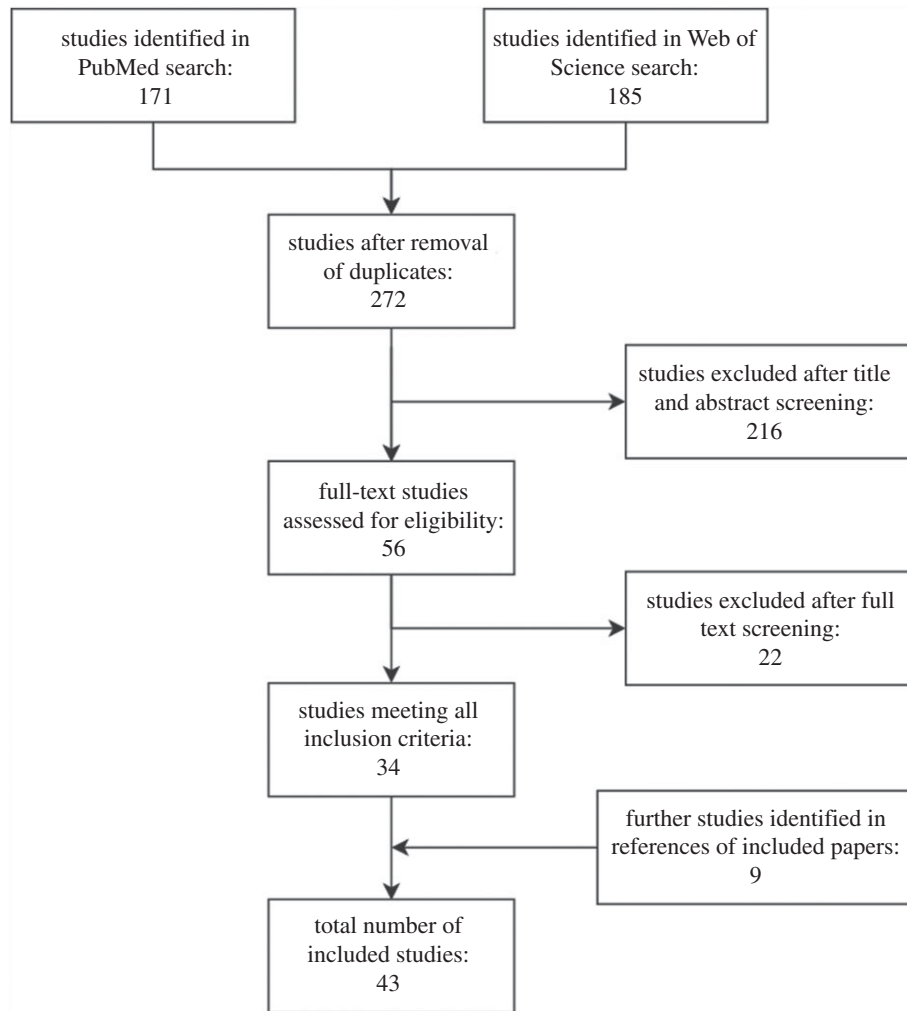 studies identified in
PubMed search:
171
studies identified in Web of
Science search:
185
studies after removal
of duplicates:
272
studies excluded after title
and abstract screening:
216
full-text studies
assessed for eligibility:
56
studies excluded after full
text screening:
22
studies meeting all
inclusion criteria:
34
further studies identified in
references of included papers:
9
total number of
included studies:
43